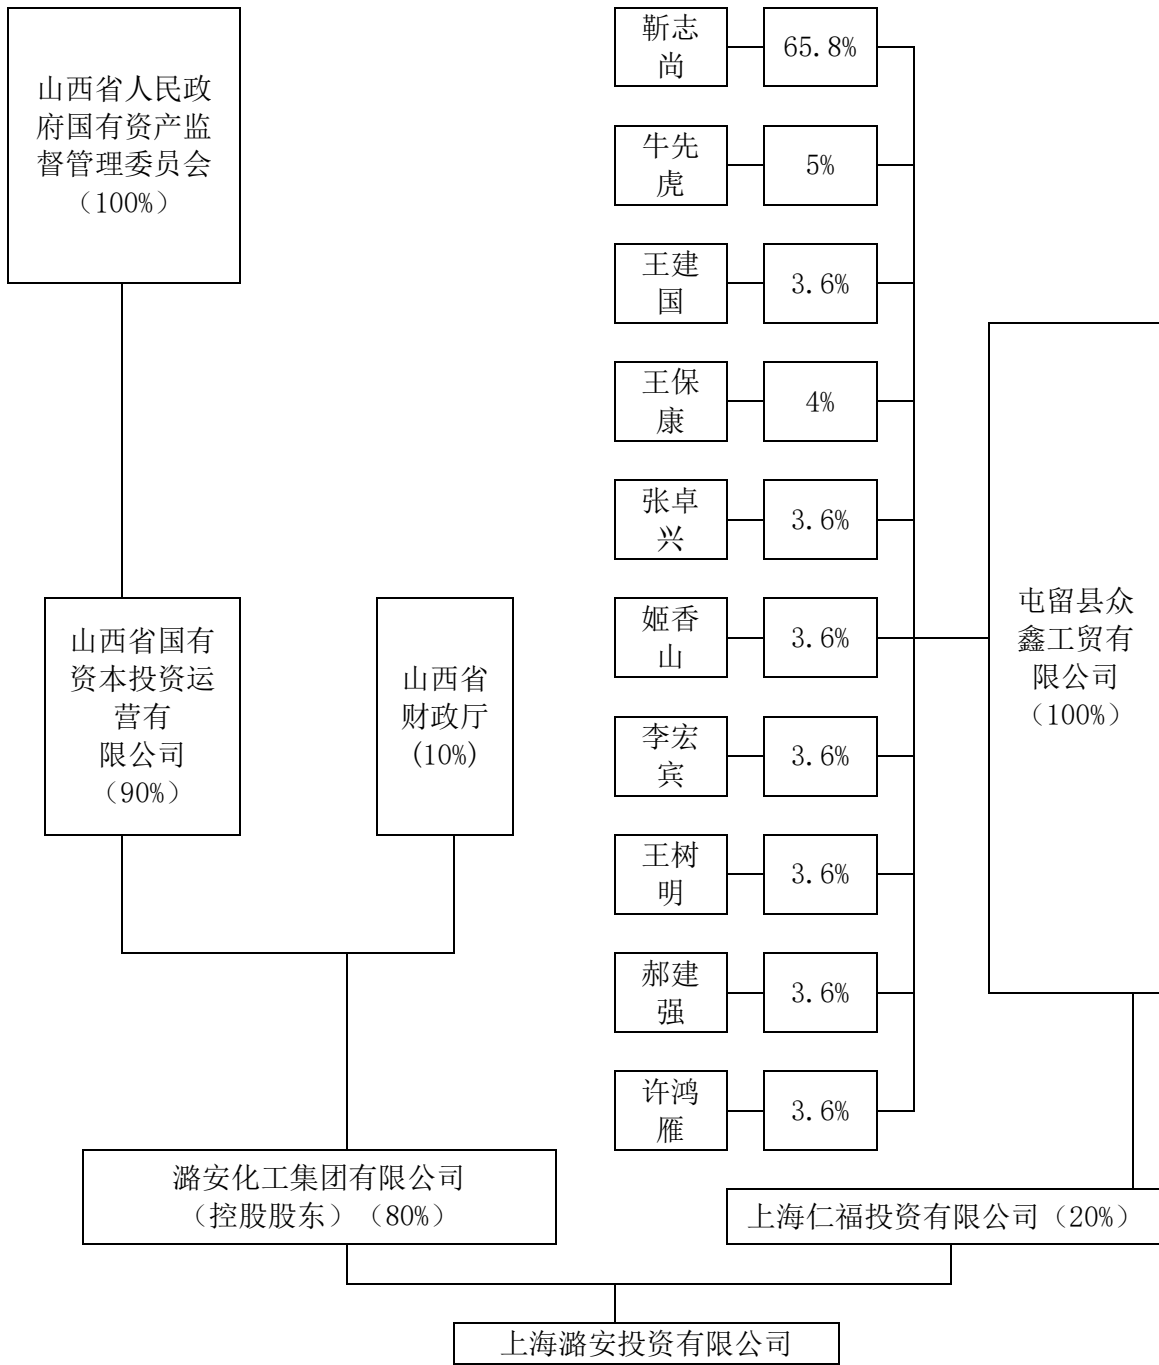 山西省人民政
府国有资产监
督管理委员会
（100%）
山西省国有
资本投资运
营有
限公司
（90%）
山西省
财政厅
(10%)
靳志
尚
65.8%
牛先
虎
5%
王建
国
3.6%
王保
康
4%
张卓
兴
3.6%
姬香
山
3.6%
李宏
宾
3.6%
王树
明
3.6%
郝建
强
3.6%
许鸿
雁
3.6%
屯留县众
鑫工贸有
限公司
（100%）
潞安化工集团有限公司
（控股股东）（80%）
上海仁福投资有限公司（20%）
上海潞安投资有限公司